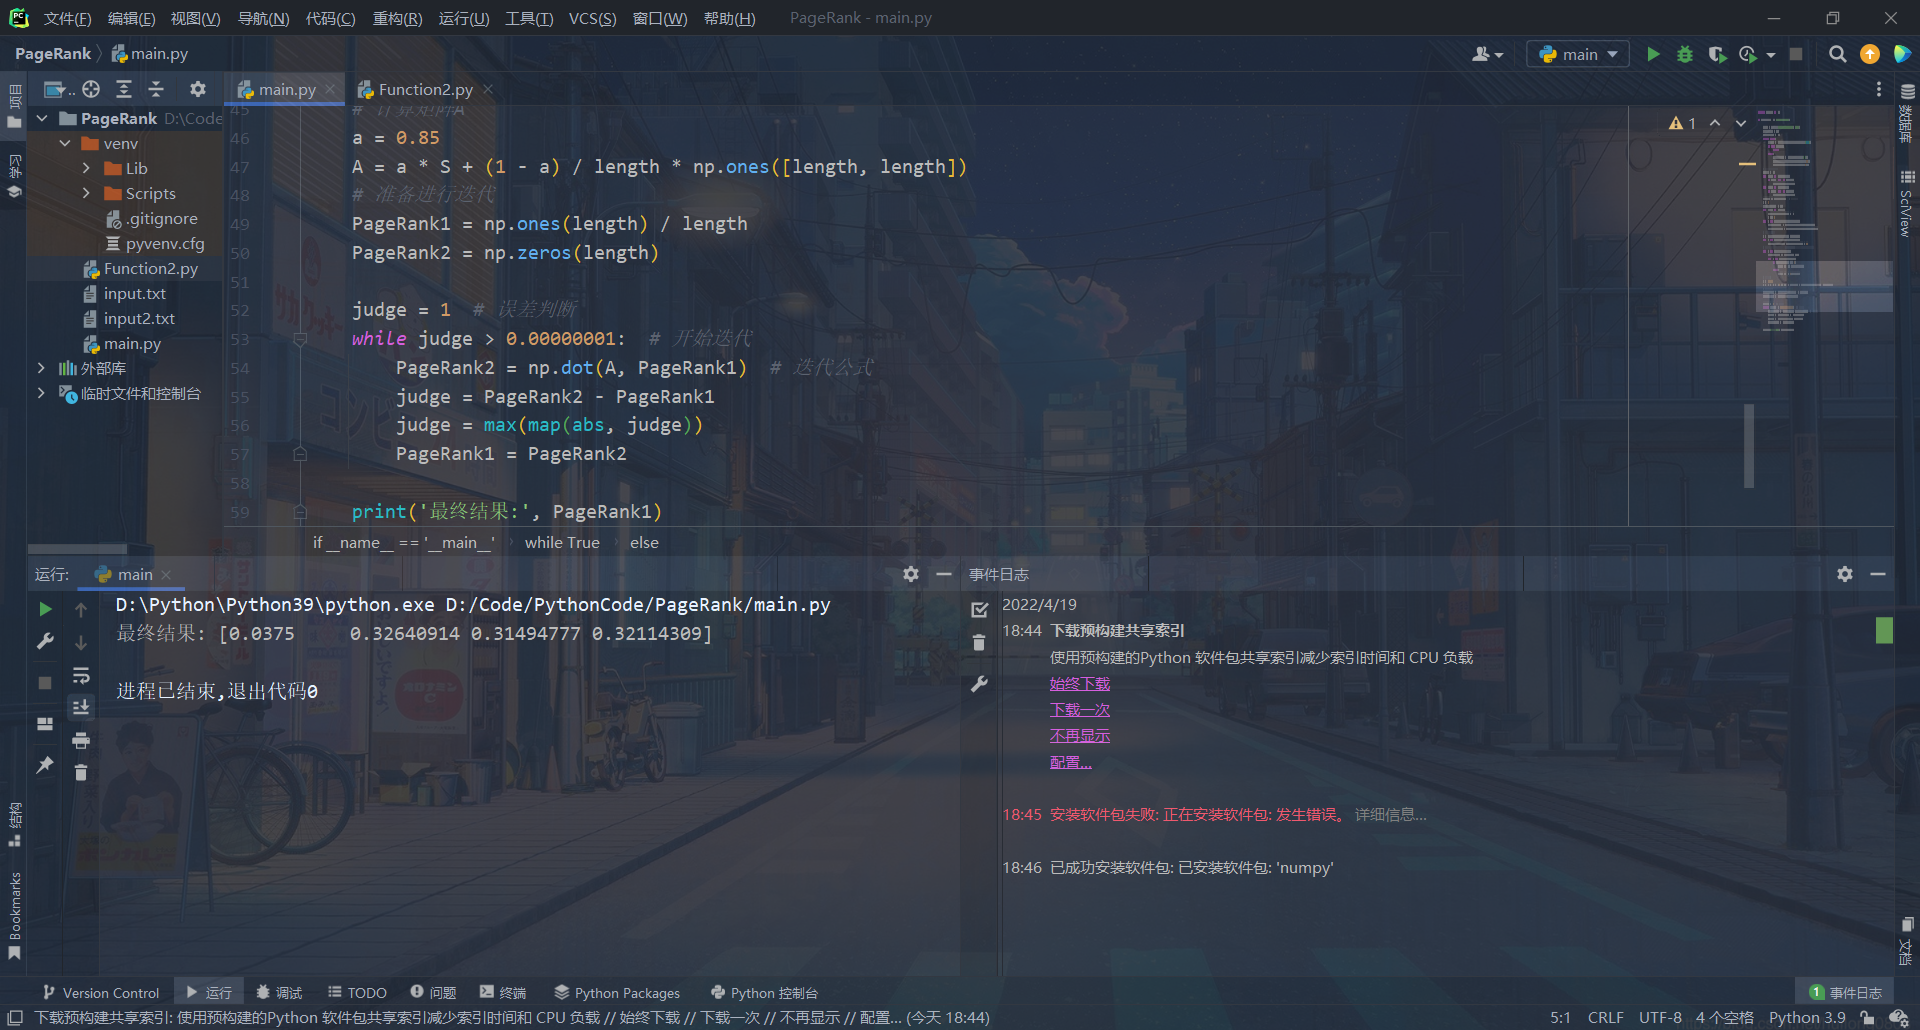 文件(F) 编辑(E) 视图(V) 导航(N) 代码(C) 重构(R) 运行(U) 工具(T) VCS(S) 窗口(W) 帮助(H) PageRank - main.py
PageRank main.py
main
项目
main.py
Function2.py
PageRank D:\Code
venv
Lib
Scripts
.gitignore
pyvenv.cfg
Function2.py
input.txt
input2.txt
main.py
外部库
临时文件和控制台
学习
结构
Bookmarks
1
45 # 计算矩阵A
46 a = 0.85
47 A = a * S + (1 - a) / length * np.ones([length, length])
48 # 准备进行迭代
49 PageRank1 = np.ones(length) / length
50 PageRank2 = np.zeros(length)
51
52 judge = 1  # 误差判断
53 while judge > 0.00000001:  # 开始迭代
54 PageRank2 = np.dot(A, PageRank1)  # 迭代公式
55 judge = PageRank2 - PageRank1
56 judge = max(map(abs, judge))
57 PageRank1 = PageRank2
58
59 print('最终结果:', PageRank1)
if __name__ == '__main__' while True else
数据库
SciView
文档
运行: main
D:\Python\Python39\python.exe D:/Code/PythonCode/PageRank/main.py
最终结果: [0.0375     0.32640914 0.31494777 0.32114309]
进程已结束,退出代码0
事件日志
2022/4/19
18:44 下载预构建共享索引
使用预构建的Python 软件包共享索引减少索引时间和 CPU 负载
始终下载
下载一次
不再显示
配置...
18:45 安装软件包失败: 正在安装软件包: 发生错误。 详细信息...
18:46 已成功安装软件包: 已安装软件包: 'numpy'
Version Control 运行 调试 TODO 问题 终端 Python Packages Python 控制台 1 事件日志
下载预构建共享索引: 使用预构建的Python 软件包共享索引减少索引时间和 CPU 负载 // 始终下载 // 下载一次 // 不再显示 // 配置... (今天 18:44) 5:1 CRLF UTF-8 4 个空格 Python 3.9